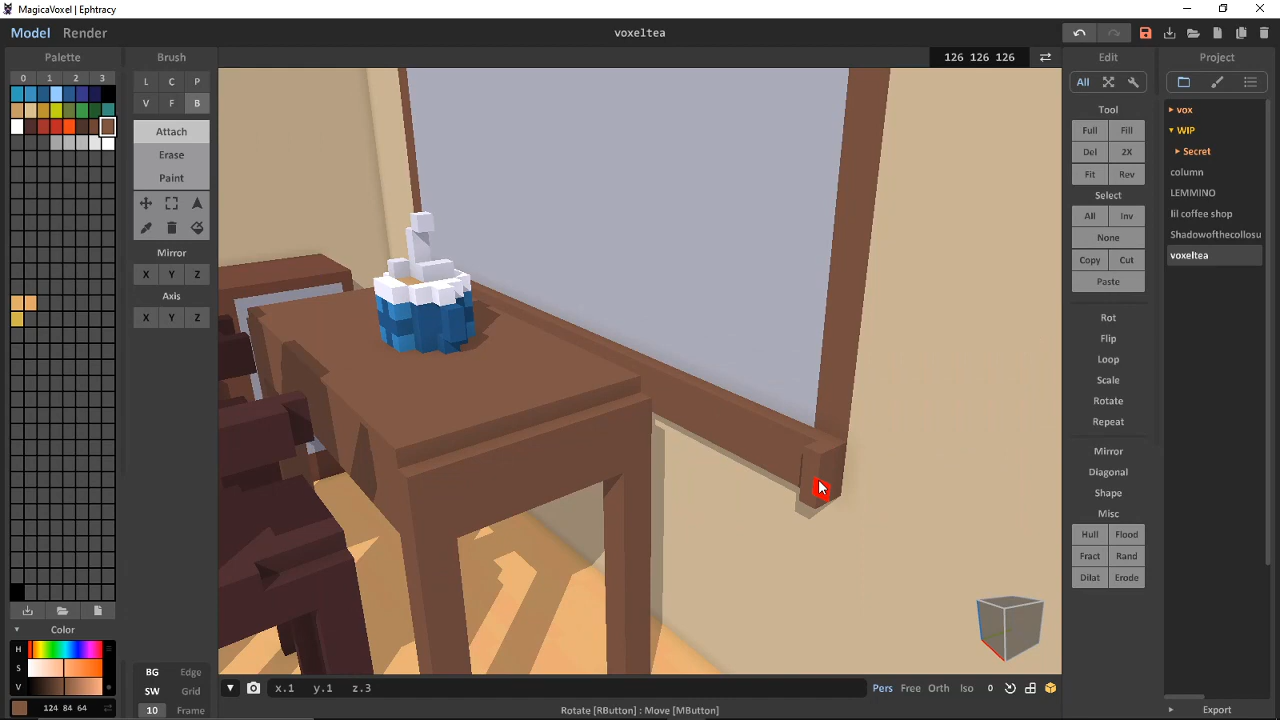 MagicaVoxel | Ephtracy
Model Render voxeltea
Palette Brush 126 126 126 Edit Project
0 1 2 3
L C P
V F B
Attach
Erase
Paint
Mirror
X Y Z
Axis
X Y Z
All
Tool
Full Fill
Del 2X
Fit Rev
Select
All Inv
None
Copy Cut
Paste
Rot
Flip
Loop
Scale
Rotate
Repeat
Mirror
Diagonal
Shape
Misc
Hull Flood
Fract Rand
Dilat Erode
vox
WIP
Secret
column
LEMMINO
lil coffee shop
Shadowofthecollosu
voxeltea
Color
H
S
V
124 84 64
BG Edge
SW Grid
10 Frame
x.1 y.1 z.3
Pers Free Orth Iso 0
Rotate [RButton] : Move [MButton]
Export